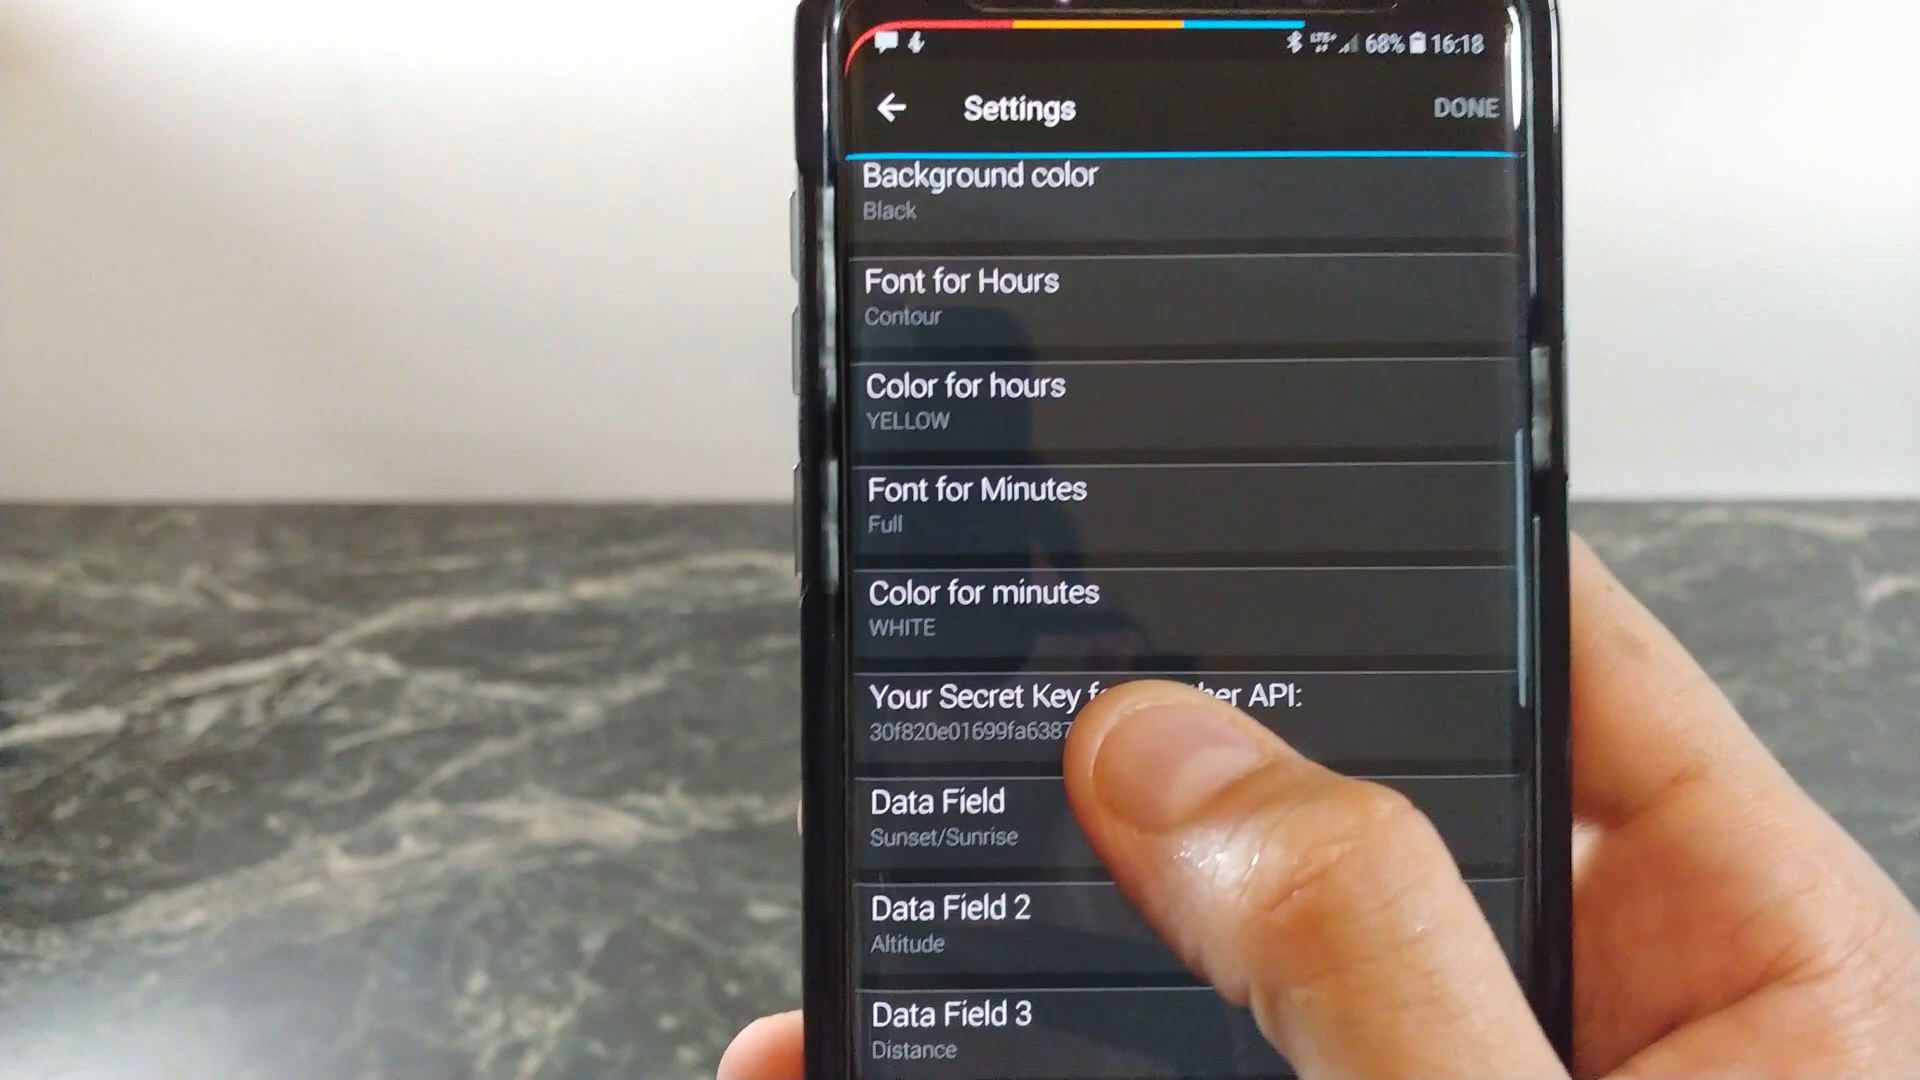 LTE+ 68% 16:18
Settings DONE
Background color
Black
Font for Hours
Contour
Color for hours
YELLOW
Font for Minutes
Full
Color for minutes
WHITE
Your Secret Key API:
30f820e01699fa6387
Data Field
Sunset/Sunrise
Data Field 2
Altitude
Data Field 3
Distance